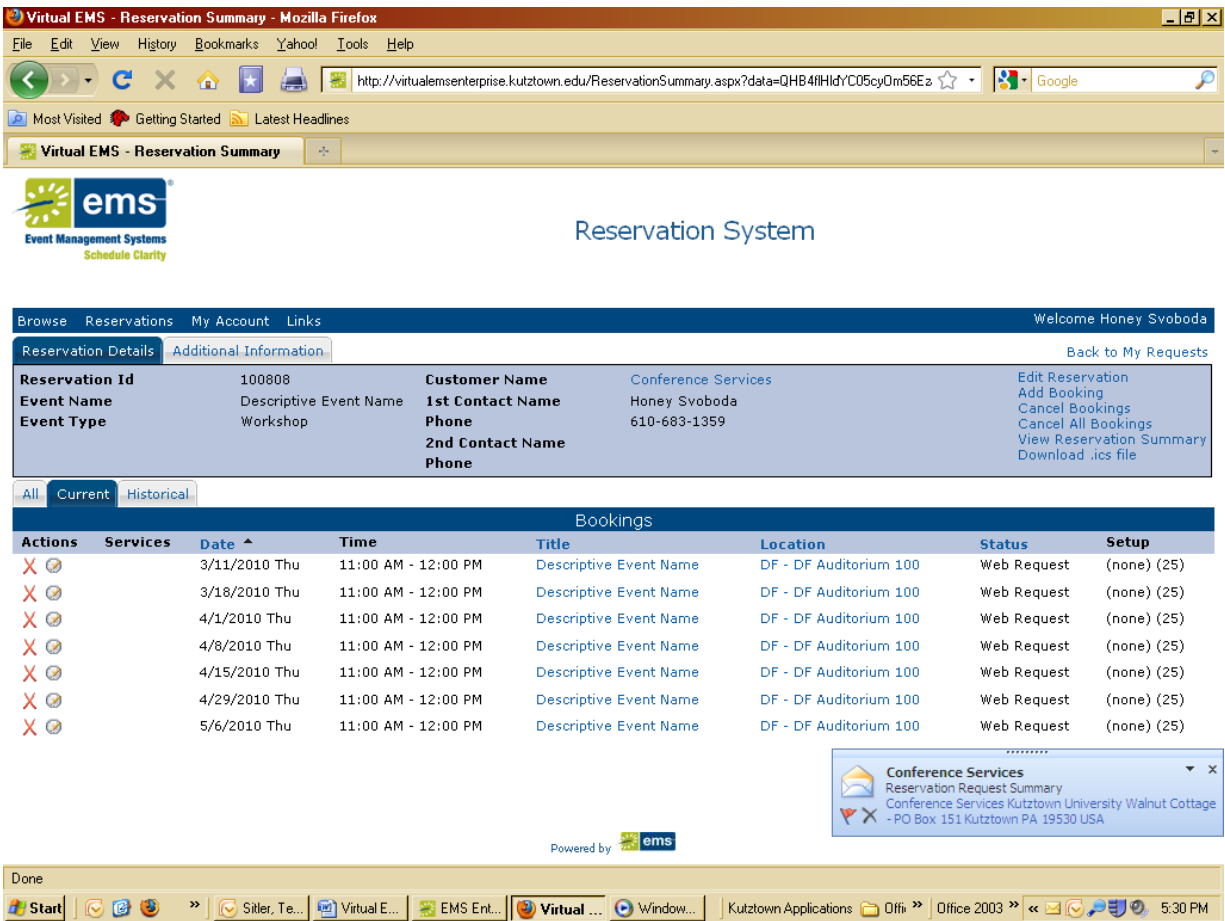 Virtual EMS - Reservation Summary - Mozilla Firefox
File Edit View History Bookmarks Yahoo! Tools Help
http://virtualemsenterprise.kutztown.edu/ReservationSummary.aspx?data=QHB4flHldYC05cyOm56Ez Google
Most Visited Getting Started Latest Headlines
Virtual EMS - Reservation Summary
ems®
Event Management Systems
Schedule Clarity
Reservation System
Browse Reservations My Account Links Welcome Honey Svoboda
Reservation Details Additional Information Back to My Requests
Reservation Id 100808 Customer Name Conference Services Edit Reservation
Event Name Descriptive Event Name 1st Contact Name Honey Svoboda Add Booking
Cancel Bookings
Event Type Workshop Phone 610-683-1359 Cancel All Bookings
2nd Contact Name View Reservation Summary
Phone Download .ics file
All Current Historical
Bookings
Actions Services Date Time Title Location Status Setup
3/11/2010 Thu 11:00 AM - 12:00 PM Descriptive Event Name DF - DF Auditorium 100 Web Request (none) (25)
3/18/2010 Thu 11:00 AM - 12:00 PM Descriptive Event Name DF - DF Auditorium 100 Web Request (none) (25)
4/1/2010 Thu 11:00 AM - 12:00 PM Descriptive Event Name DF - DF Auditorium 100 Web Request (none) (25)
4/8/2010 Thu 11:00 AM - 12:00 PM Descriptive Event Name DF - DF Auditorium 100 Web Request (none) (25)
4/15/2010 Thu 11:00 AM - 12:00 PM Descriptive Event Name DF - DF Auditorium 100 Web Request (none) (25)
4/29/2010 Thu 11:00 AM - 12:00 PM Descriptive Event Name DF - DF Auditorium 100 Web Request (none) (25)
5/6/2010 Thu 11:00 AM - 12:00 PM Descriptive Event Name DF - DF Auditorium 100 Web Request (none) (25)
Conference Services
Reservation Request Summary
Conference Services Kutztown University Walnut Cottage
- PO Box 151 Kutztown PA 19530 USA
Powered by ems
Done
Start Sitler, Te... Virtual E... EMS Ent... Virtual ... Window... Kutztown Applications Offi Office 2003 5:30 PM